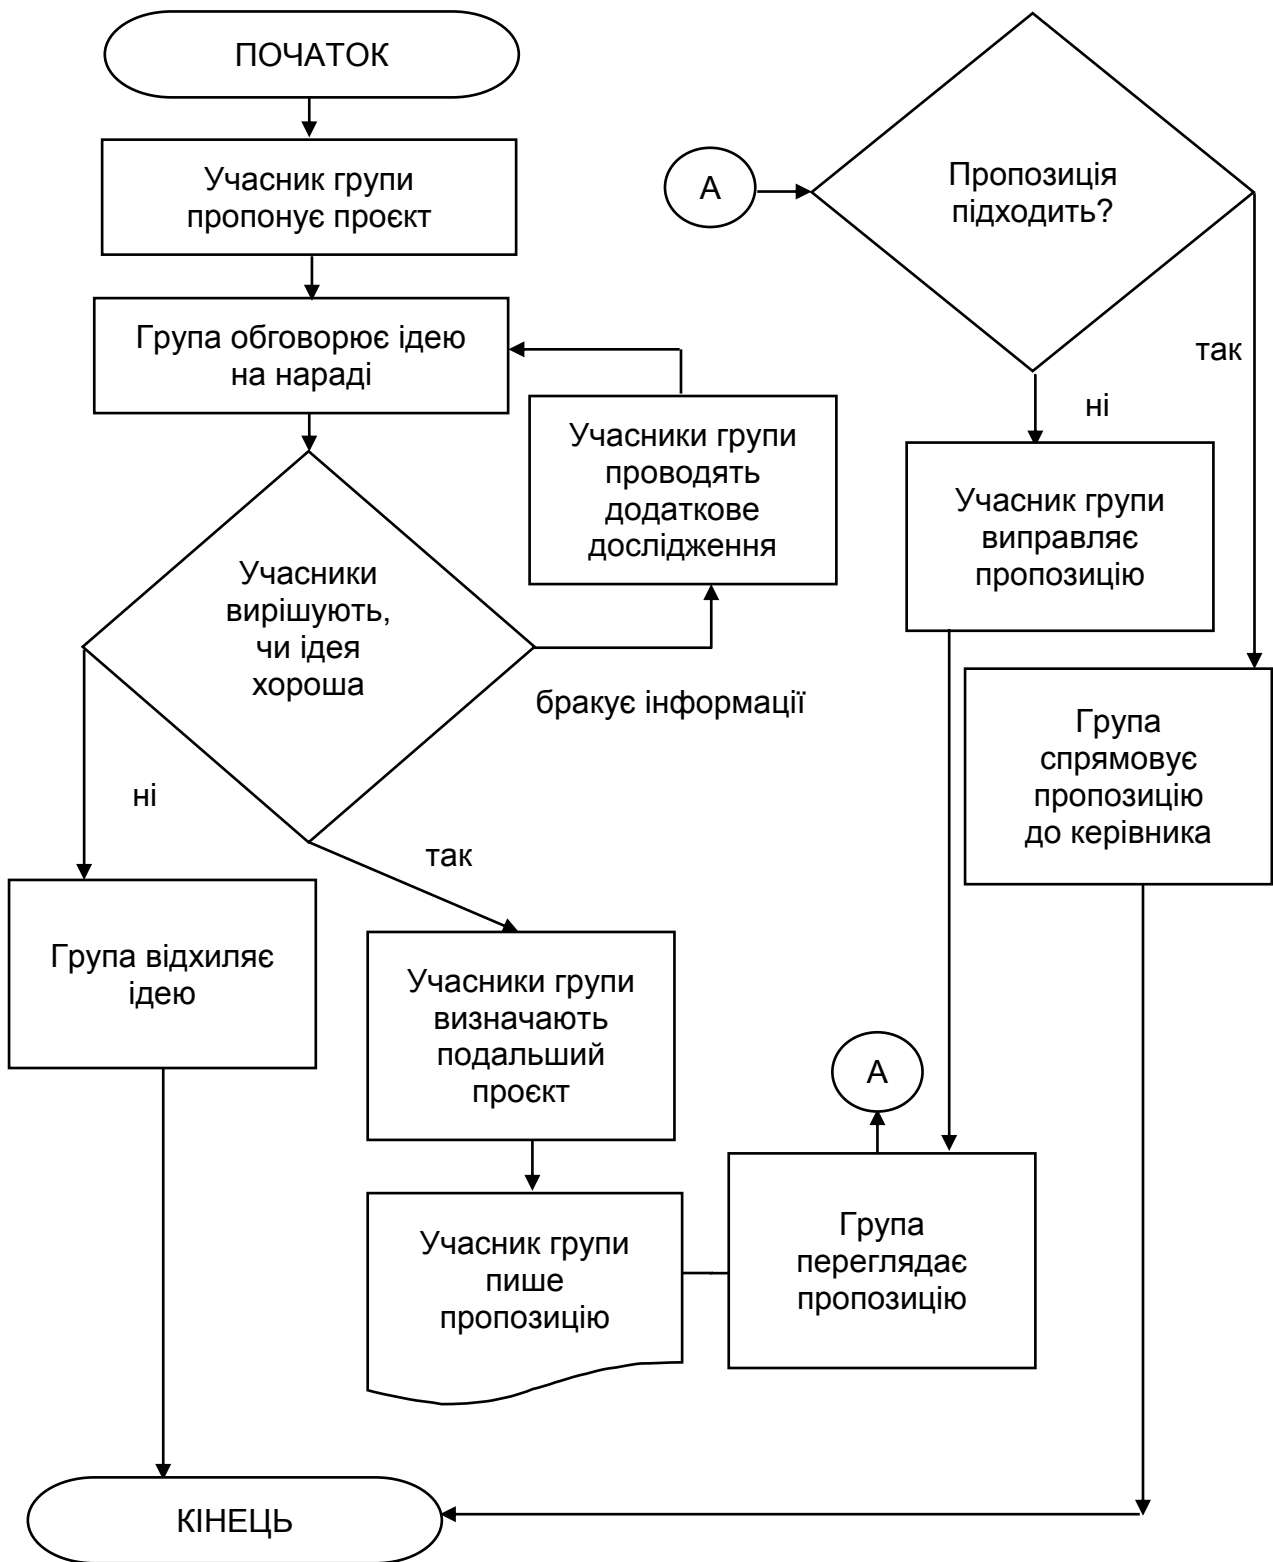 ПОЧАТОК
Учасник групи
пропонує проєкт
Група обговорює ідею
на нараді
Учасники групи
проводять
додаткове
дослідження
Учасники
вирішують,
чи ідея
хороша
бракує інформації
ні
так
Група відхиляє
ідею
Учасники групи
визначають
подальший
проєкт
Учасник групи
пише
пропозицію
Група
переглядає
пропозицію
А
А
Пропозиція
підходить?
так
ні
Учасник групи
виправляє
пропозицію
Група
спрямовує
пропозицію
до керівника
КІНЕЦЬ